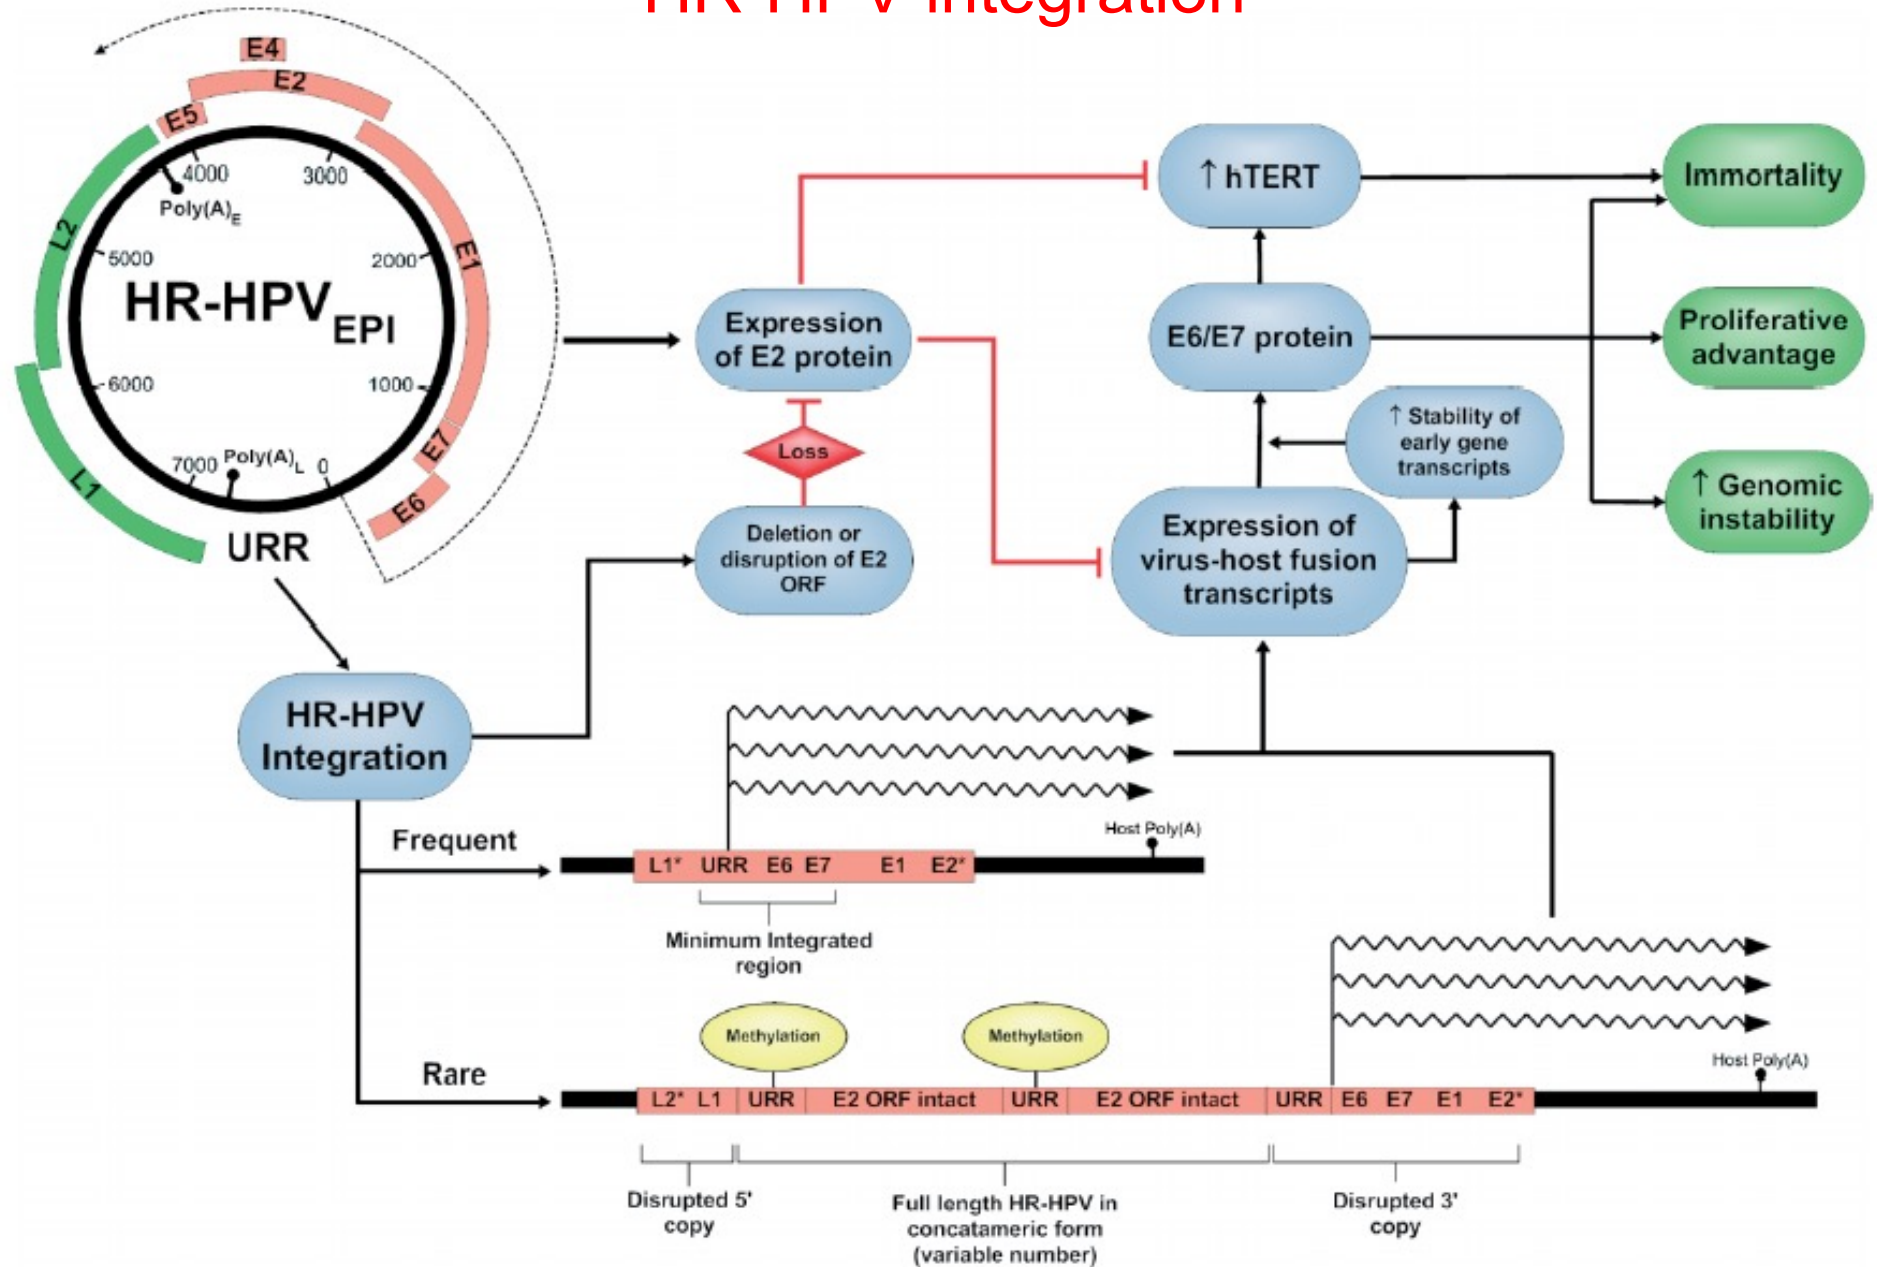 HR-HPV integration
E4
E2
E5
4000
3000
Poly(A)E
L2
E1
5000
2000
HR-HPVEPI
6000
1000
E7
7000
Poly(A)L
0
L1
E6
URR
Expression
of E2 protein
Loss
Deletion or
disruption of E2
ORF
↑ hTERT
E6/E7 protein
↑ Stability of
early gene
transcripts
Expression of
virus-host fusion
transcripts
Immortality
Proliferative
advantage
↑ Genomic
instability
HR-HPV
Integration
Frequent
Host Poly(A)
L1* URR E6 E7 E1 E2*
Minimum Integrated
region
Rare
Methylation
Methylation
Host Poly(A)
L2* L1 URR E2 ORF intact URR E2 ORF intact URR E6 E7 E1 E2*
Disrupted 5'
copy
Full length HR-HPV in
concatameric form
(variable number)
Disrupted 3'
copy